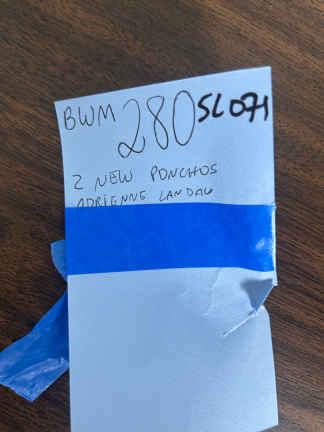 BWM 280 SL071
2 NEW PONCHOS
ADRIENNE LANDAU